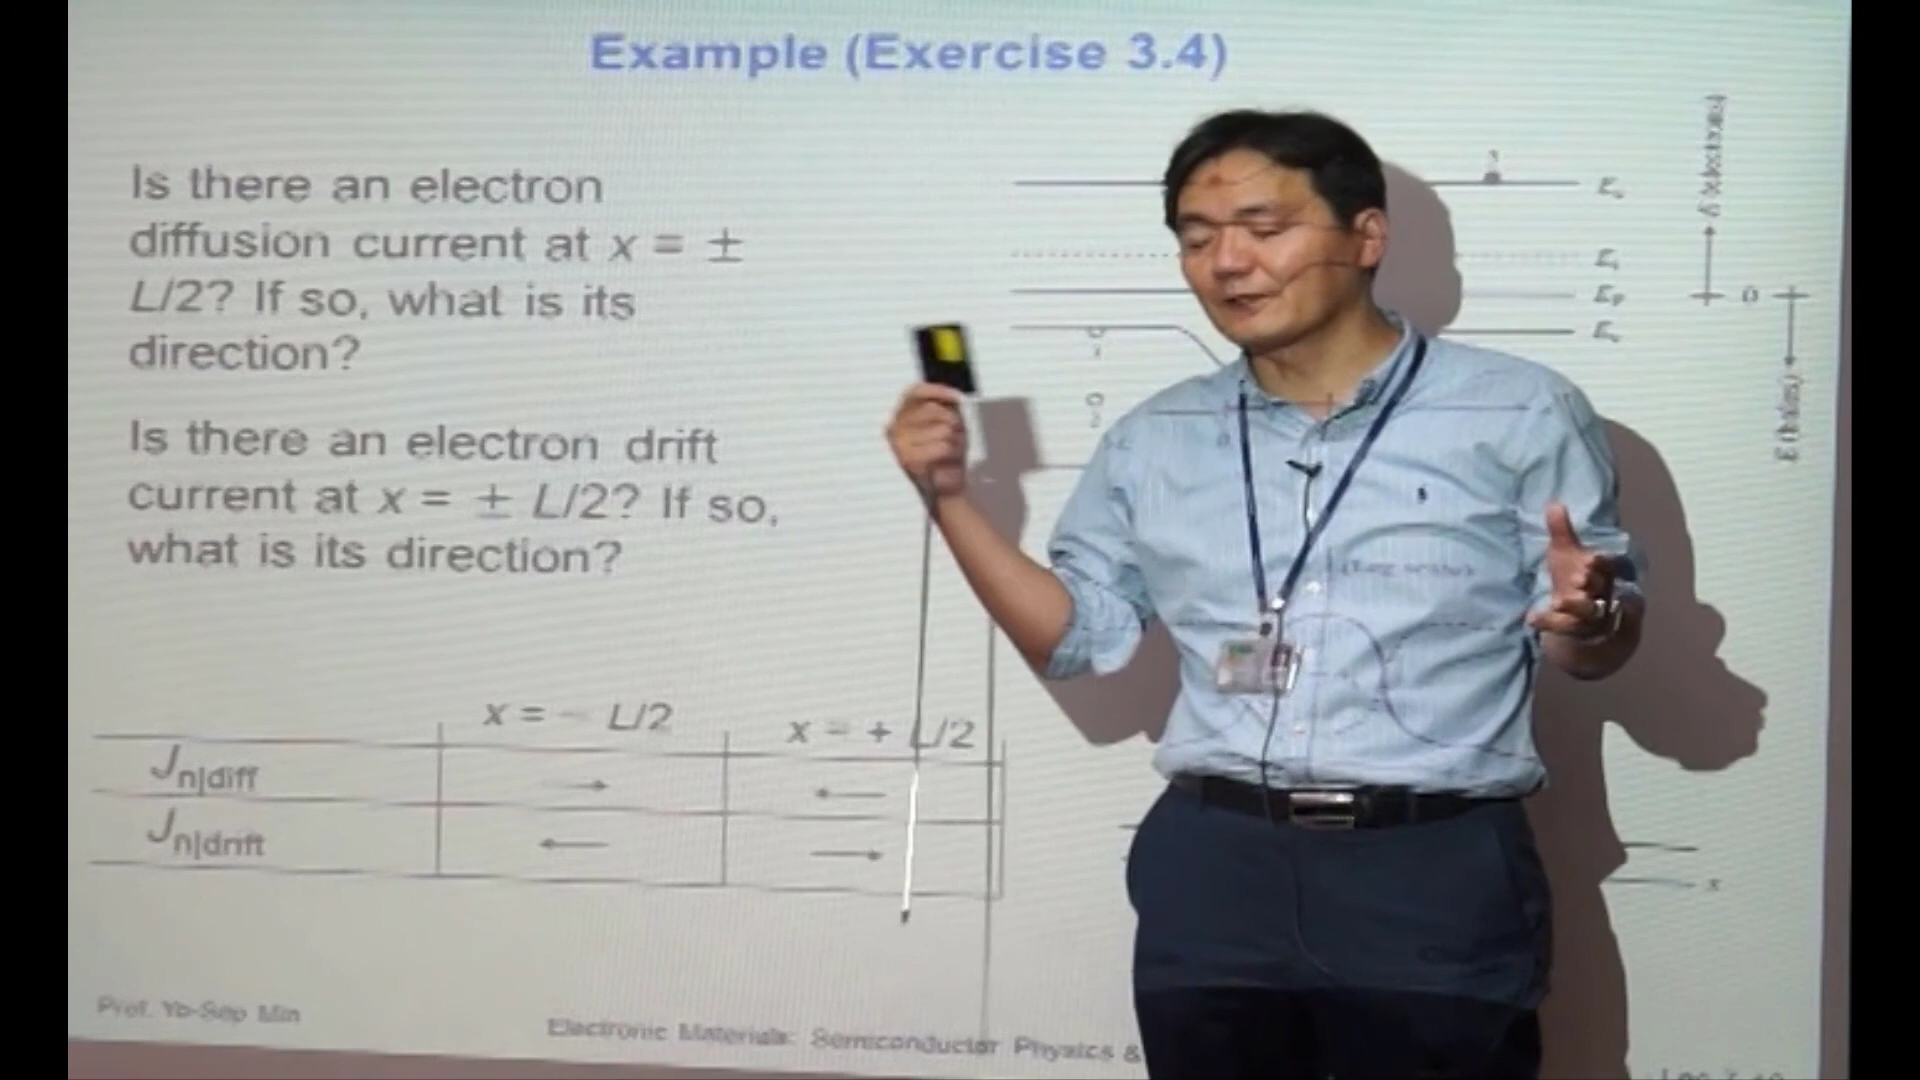 Example (Exercise 3.4)
Is there an electron
diffusion current at x = ±
L/2? If so, what is its
direction?
Is there an electron drift
current at x = ± L/2? If so,
what is its direction?
x = − L/2
x = + L/2
Jn|diff
Jn|drift
0
(holes)
x
Prof. Yo-Sep Min
Electronic Materials: Semiconductor Physics &